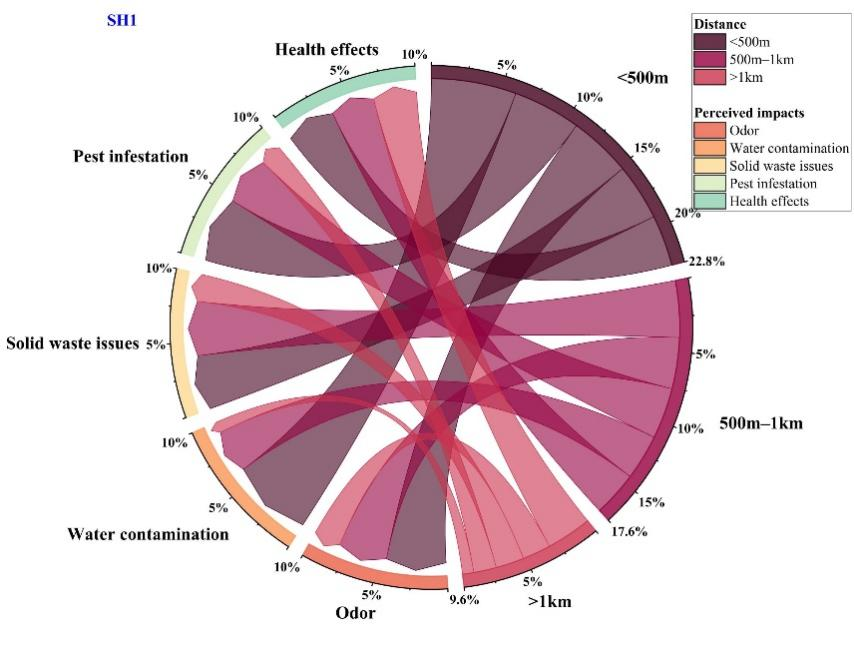 SH1
Distance
<500m
500m–1km
>1km
Perceived impacts
Odor
Water contamination
Solid waste issues
Pest infestation
Health effects
Health effects
5%
10%
<500m
5%
10%
15%
20%
22.8%
500m–1km
5%
10%
15%
17.6%
>1km
5%
9.6%
Odor
5%
10%
Water contamination
5%
10%
Solid waste issues
5%
10%
Pest infestation
5%
10%